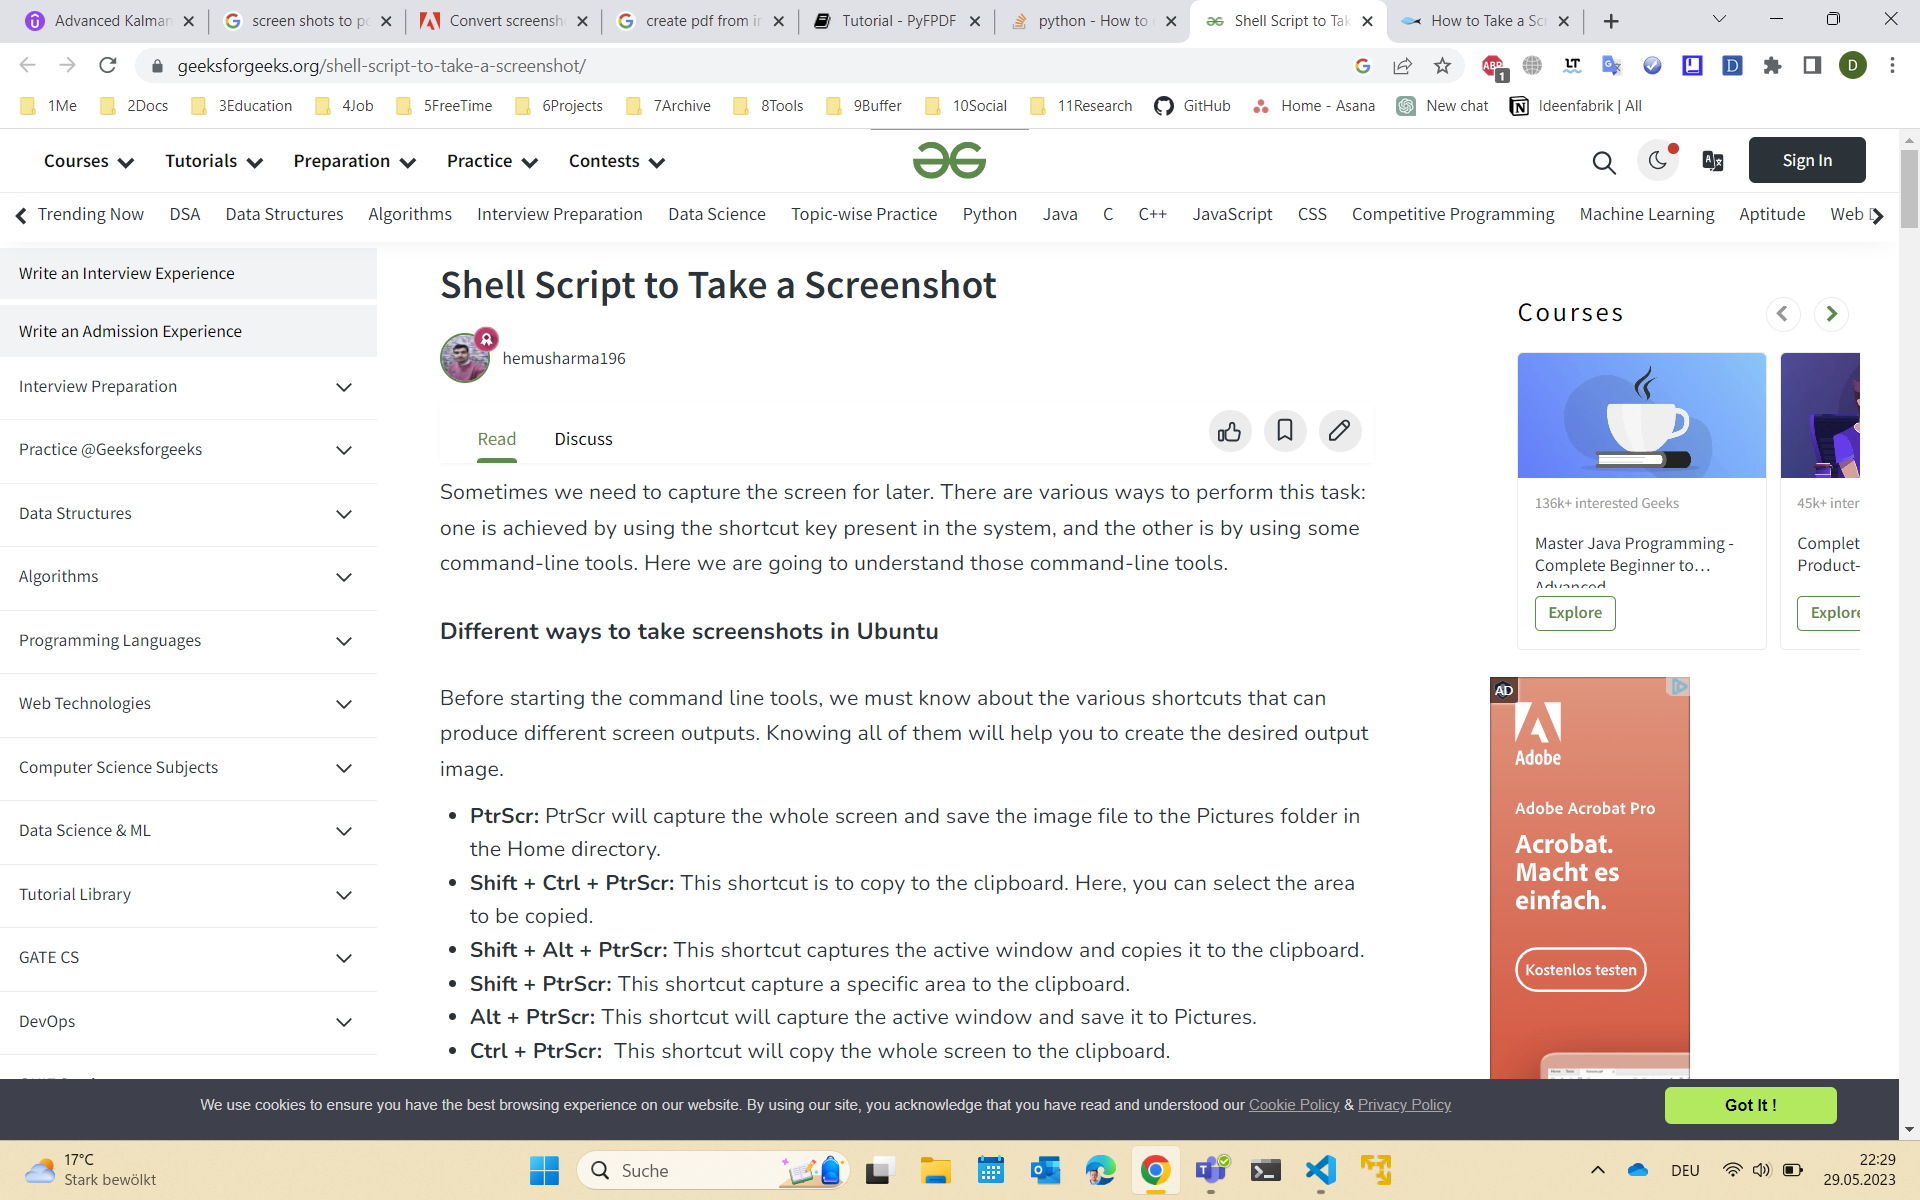 Advanced Kalman
screen shots to pd
Convert screensh
create pdf from im
Tutorial - PyFPDF
python - How to
Shell Script to Tak
How to Take a Scr
geeksforgeeks.org/shell-script-to-take-a-screenshot/
ABP
1
LT
D
D
1Me
2Docs
3Education
4Job
5FreeTime
6Projects
7Archive
8Tools
9Buffer
10Social
11Research
GitHub
Home - Asana
New chat
Ideenfabrik | All
Courses
Tutorials
Preparation
Practice
Contests
Sign In
Trending Now
DSA
Data Structures
Algorithms
Interview Preparation
Data Science
Topic-wise Practice
Python
Java
C
C++
JavaScript
CSS
Competitive Programming
Machine Learning
Aptitude
Web D
Write an Interview Experience
Write an Admission Experience
Interview Preparation
Practice @Geeksforgeeks
Data Structures
Algorithms
Programming Languages
Web Technologies
Computer Science Subjects
Data Science & ML
Tutorial Library
GATE CS
DevOps
Shell Script to Take a Screenshot
hemusharma196
Read
Discuss
Sometimes we need to capture the screen for later. There are various ways to perform this task:
one is achieved by using the shortcut key present in the system, and the other is by using some
command-line tools. Here we are going to understand those command-line tools.
Different ways to take screenshots in Ubuntu
Before starting the command line tools, we must know about the various shortcuts that can
produce different screen outputs. Knowing all of them will help you to create the desired output
image.
PtrScr: PtrScr will capture the whole screen and save the image file to the Pictures folder in
the Home directory.
Shift + Ctrl + PtrScr: This shortcut is to copy to the clipboard. Here, you can select the area
to be copied.
Shift + Alt + PtrScr: This shortcut captures the active window and copies it to the clipboard.
Shift + PtrScr: This shortcut capture a specific area to the clipboard.
Alt + PtrScr: This shortcut will capture the active window and save it to Pictures.
Ctrl + PtrScr: This shortcut will copy the whole screen to the clipboard.
Courses
136k+ interested Geeks
Master Java Programming -
Complete Beginner to...
Advanced
Explore
45k+ inter
Complet
Product-
Explore
AD
Adobe
Adobe Acrobat Pro
Acrobat.
Macht es
einfach.
Kostenlos testen
We use cookies to ensure you have the best browsing experience on our website. By using our site, you acknowledge that you have read and understood our Cookie Policy & Privacy Policy
Got It !
17°C
Stark bewölkt
Suche
DEU
22:29
29.05.2023